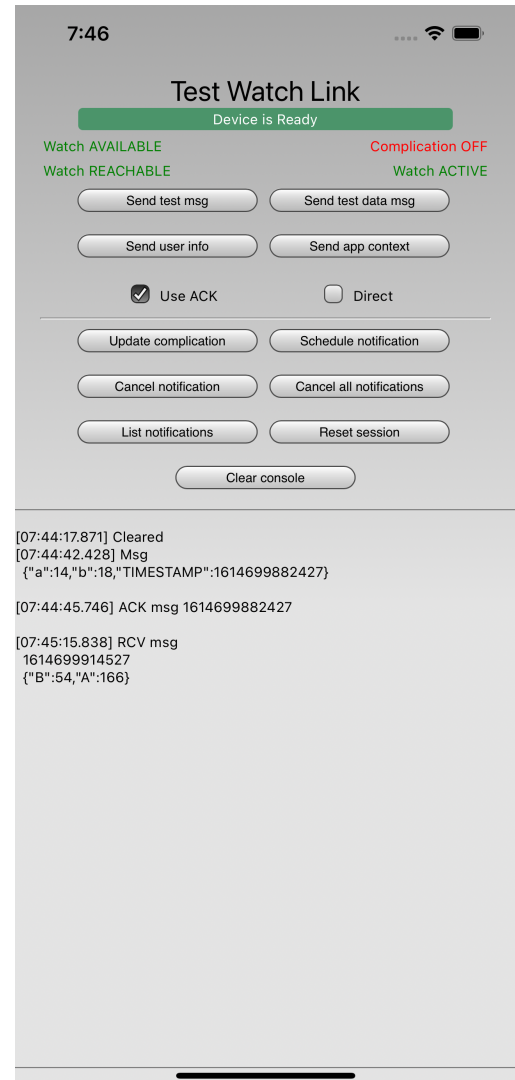 7:46
Test Watch Link
Device is Ready
Watch AVAILABLE Complication OFF
Watch REACHABLE Watch ACTIVE
Send test msg Send test data msg
Send user info Send app context
Use ACK Direct
Update complication Schedule notification
Cancel notification Cancel all notifications
List notifications Reset session
Clear console
[07:44:17.871] Cleared
[07:44:42.428] Msg
{"a":14,"b":18,"TIMESTAMP":1614699882427}
[07:44:45.746] ACK msg 1614699882427
[07:45:15.838] RCV msg
1614699914527
{"B":54,"A":166}